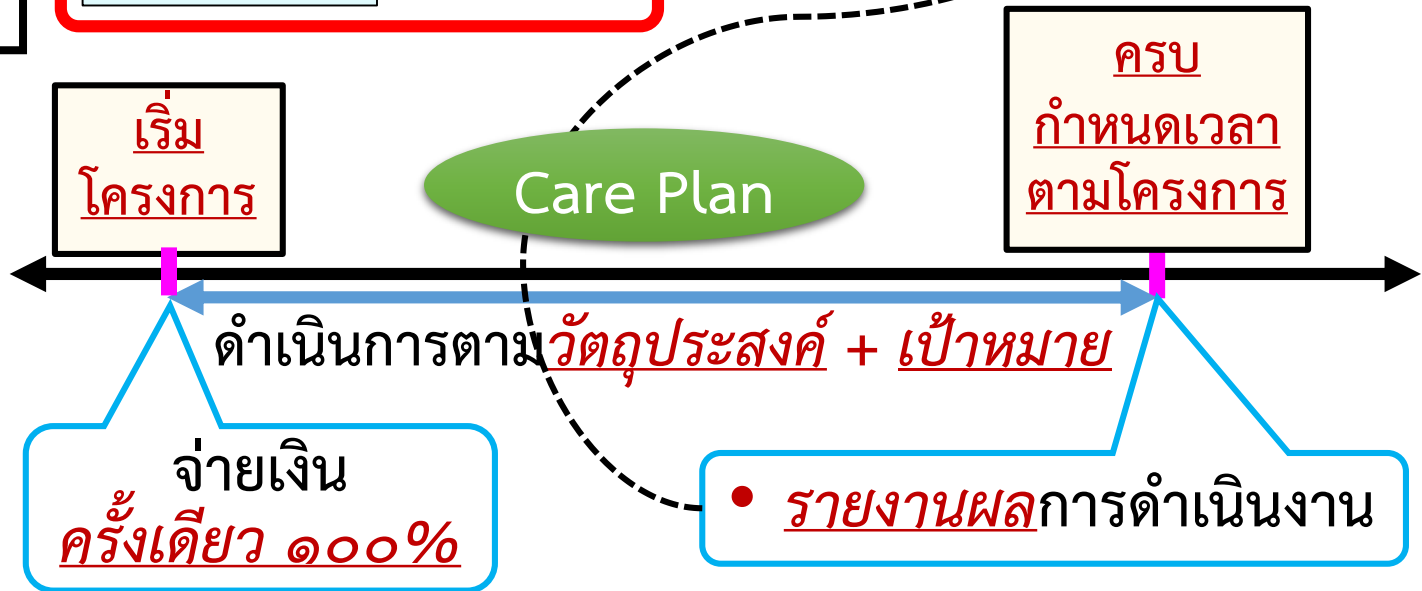 เริ่ม
โครงการ
Care Plan
ครบ
กำหนดเวลา
ตามโครงการ
ดำเนินการตามวัตถุประสงค์ + เป้าหมาย
จ่ายเงิน
ครั้งเดียว ๑๐๐%
• รายงานผลการดำเนินงาน